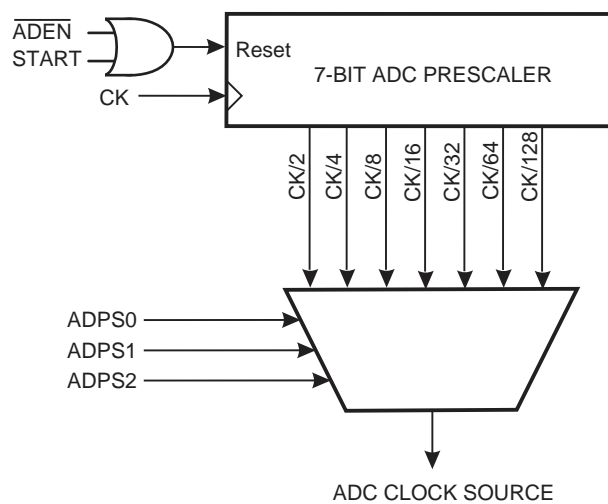 ADEN
START
Reset
7-BIT ADC PRESCALER
CK
CK/2
CK/4
CK/8
CK/16
CK/32
CK/64
CK/128
ADPS0
ADPS1
ADPS2
ADC CLOCK SOURCE